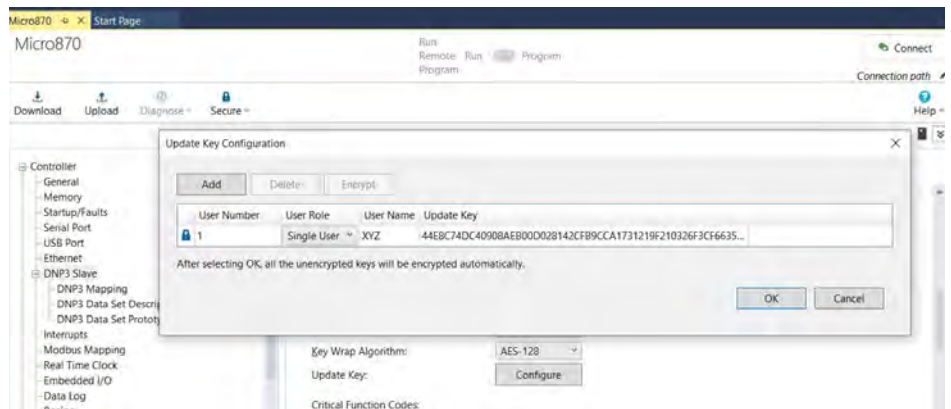 Micro870 Start Page
Micro870
Run
Remote Run Program
Program
Connect
Connection path
Download Upload Diagnose Secure
Help
Update Key Configuration
Controller
General
Memory
Startup/Faults
Serial Port
USB Port
Ethernet
DNP3 Slave
DNP3 Mapping
DNP3 Data Set Descrip
DNP3 Data Set Prototy
Interrupts
Modbus Mapping
Real Time Clock
Embedded I/O
Data Log
Add Delete Encrypt
User Number User Role User Name Update Key
1 Single User XYZ 44EBC74DC40908AEB00D028142CFB9CCA1731219F210326F3CF6635...
After selecting OK, all the unencrypted keys will be encrypted automatically.
OK Cancel
Key Wrap Algorithm: AES-128
Update Key: Configure
Critical Function Codes: